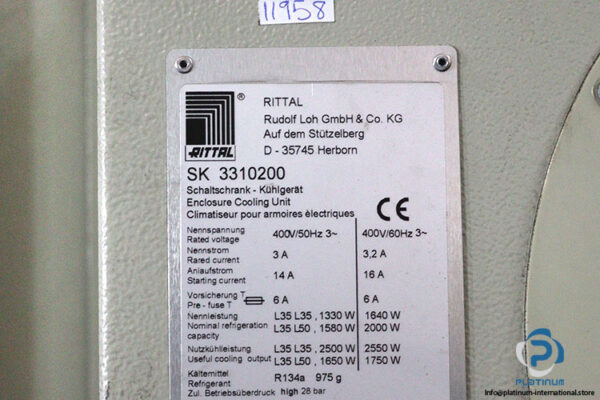 11958
RITTAL
®
RITTAL
Rudolf Loh GmbH & Co. KG
Auf dem Stützelberg
D - 35745 Herborn
SK 3310200
Schaltschrank - Kühlgerät
Enclosure Cooling Unit
Climatiseur pour armoires èlectriques
CE
Nennspannung 400V/50Hz 3~ 400V/60Hz 3~
Rated voltage
Nennstrom 3 A 3,2 A
Rared current
Anlaufstrom 14 A 16 A
Starting current
Vorsicherung T 6 A 6 A
Pre - fuse T
Nennleistung L35 L35 , 1330 W 1640 W
Nominal refrigeration L35 L50 , 1580 W 2000 W
capacity
Nutzkühlleistung L35 L35 , 2500 W 2550 W
Useful cooling output L35 L50 , 1650 W 1750 W
Kältemittel R134a 975 g
Refrigerant
Zul. Betriebsüberdruck high 28 bar
PLATINUM
INTERNATIONAL
Info@platinum-international.store